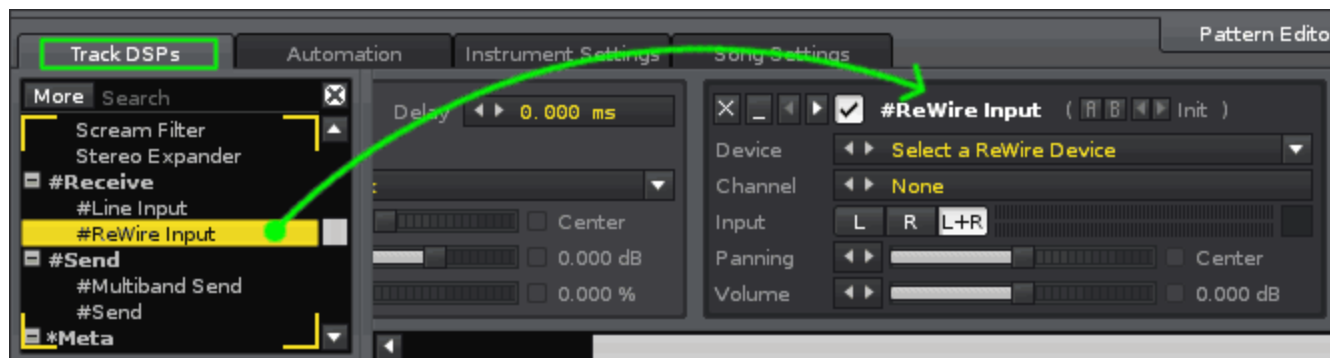 Pattern Edito
Track DSPs Automation Instrument Settings Song Settings
More Search
Scream Filter
Stereo Expander
#Receive
#Line Input
#ReWire Input
#Send
#Multiband Send
#Send
*Meta
Delay 0.000 ms
Center
0.000 dB
0.000 %
#ReWire Input ( A B Init )
Device Select a ReWire Device
Channel None
Input L R L+R
Panning Center
Volume 0.000 dB